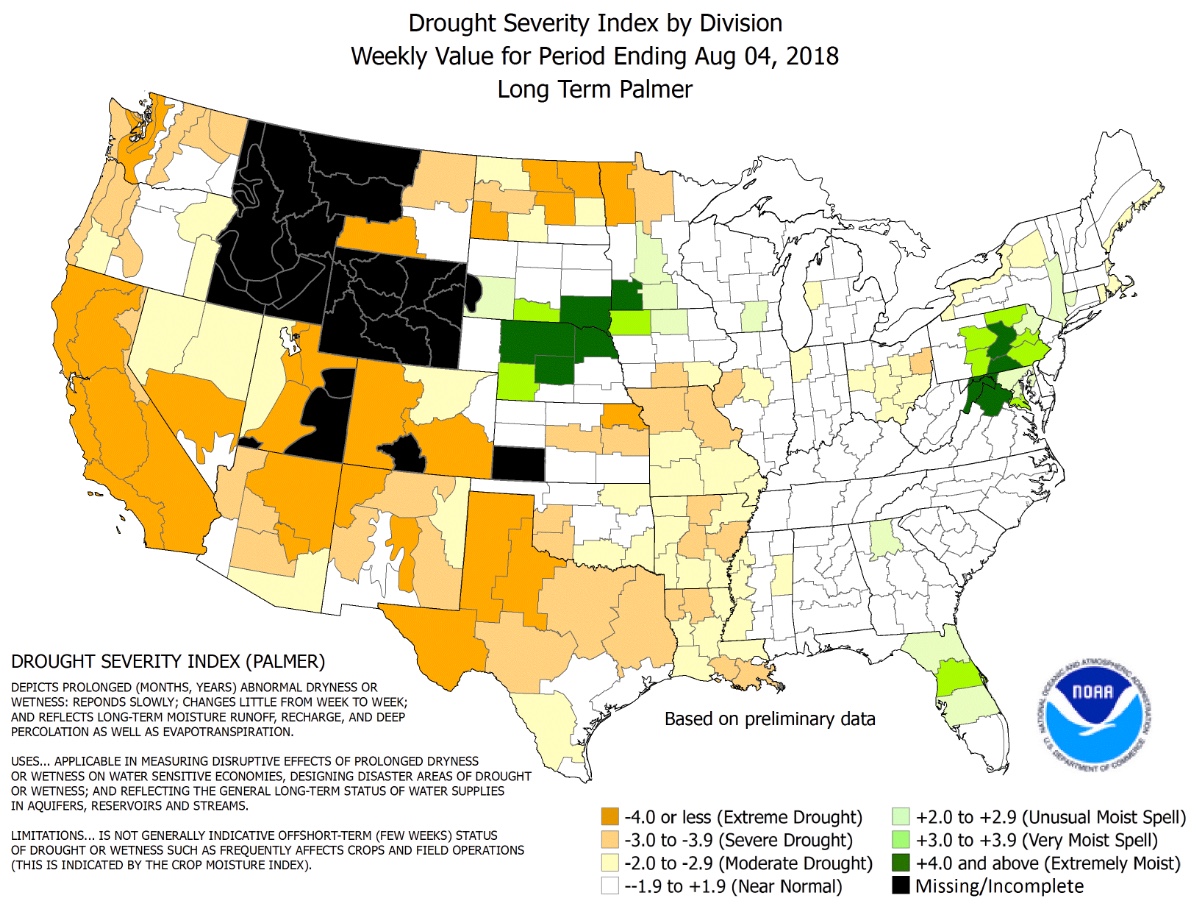 Drought Severity Index by Division
Weekly Value for Period Ending Aug 04, 2018
Long Term Palmer
DROUGHT SEVERITY INDEX (PALMER)
DEPICTS PROLONGED (MONTHS, YEARS) ABNORMAL DRYNESS OR
WETNESS: REPONDS SLOWLY; CHANGES LITTLE FROM WEEK TO WEEK;
AND REFLECTS LONG-TERM MOISTURE RUNOFF, RECHARGE, AND DEEP
PERCOLATION AS WELL AS EVAPOTRANSPIRATION.
USES... APPLICABLE IN MEASURING DISRUPTIVE EFFECTS OF PROLONGED DRYNESS
OR WETNESS ON WATER SENSITIVE ECONOMIES, DESIGNING DISASTER AREAS OF DROUGHT
OR WETNESS; AND REFLECTING THE GENERAL LONG-TERM STATUS OF WATER SUPPLIES
IN AQUIFERS, RESERVOIRS AND STREAMS.
LIMITATIONS... IS NOT GENERALLY INDICATIVE OFFSHORT-TERM (FEW WEEKS) STATUS
OF DROUGHT OR WETNESS SUCH AS FREQUENTLY AFFECTS CROPS AND FIELD OPERATIONS
(THIS IS INDICATED BY THE CROP MOISTURE INDEX).
Based on preliminary data
NATIONAL OCEANIC AND ATMOSPHERIC ADMINISTRATION
NOAA
U.S. DEPARTMENT OF COMMERCE
-4.0 or less (Extreme Drought)
-3.0 to -3.9 (Severe Drought)
-2.0 to -2.9 (Moderate Drought)
--1.9 to +1.9 (Near Normal)
+2.0 to +2.9 (Unusual Moist Spell)
+3.0 to +3.9 (Very Moist Spell)
+4.0 and above (Extremely Moist)
Missing/Incomplete